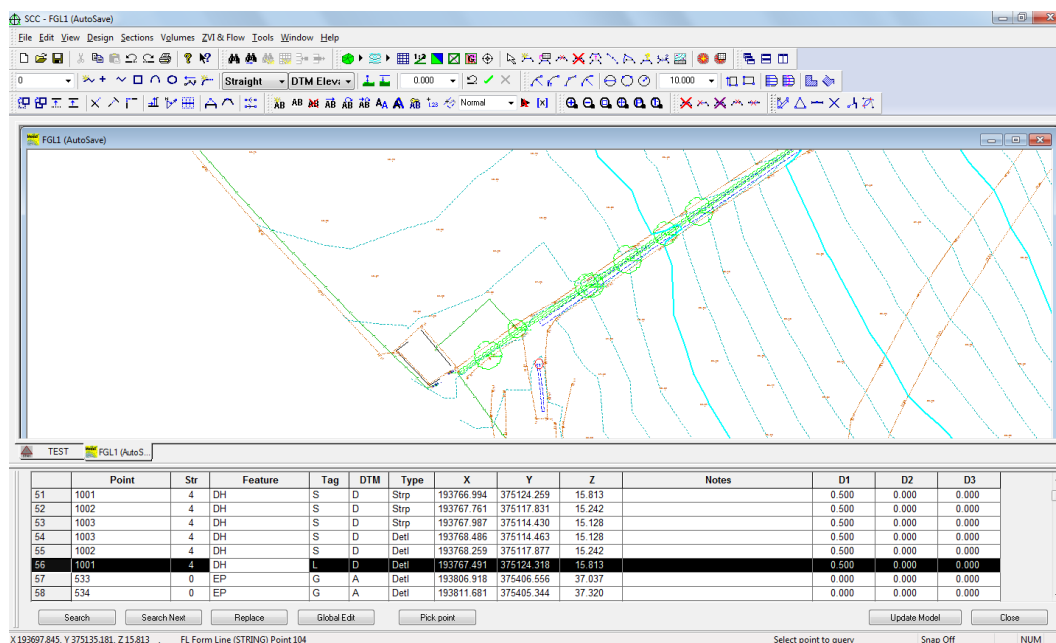 SCC - FGL1 (AutoSave)
File Edit View Design Sections Volumes ZVI & Flow Tools Window Help
0 Straight DTM Eleva 0.000 10.000
Normal
FGL1 (AutoSave)
TEST FGL1 (AutoS...
Point Str Feature Tag DTM Type X Y Z Notes D1 D2 D3
51 1001 4 DH S D Strp 193766.994 375124.259 15.813 0.500 0.000 0.000
52 1002 4 DH S D Strp 193767.761 375117.831 15.242 0.500 0.000 0.000
53 1003 4 DH S D Strp 193767.987 375114.430 15.128 0.500 0.000 0.000
54 1003 4 DH S D Detl 193768.486 375114.463 15.128 0.500 0.000 0.000
55 1002 4 DH S D Detl 193768.259 375117.877 15.242 0.500 0.000 0.000
56 1001 4 DH L D Detl 193767.491 375124.318 15.813 0.500 0.000 0.000
57 533 0 EP G A Detl 193806.918 375406.556 37.037 0.000 0.000 0.000
58 534 0 EP G A Detl 193811.681 375405.344 37.320 0.000 0.000 0.000
Search Search Next Replace Global Edit Pick point Update Model Close
X 193697.845, Y 375135.181, Z 15.813 FL Form Line (STRING) Point 104 Select point to query Snap Off NUM